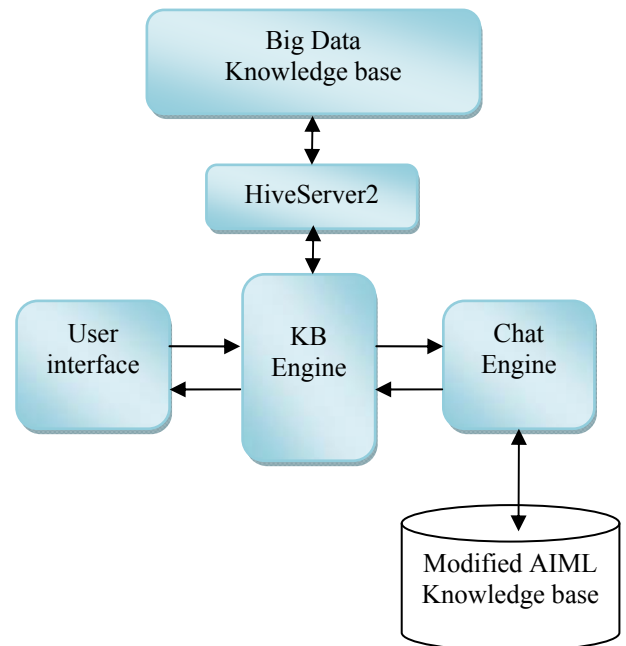 Big Data
Knowledge base
HiveServer2
User
interface
KB
Engine
Chat
Engine
Modified AIML
Knowledge base